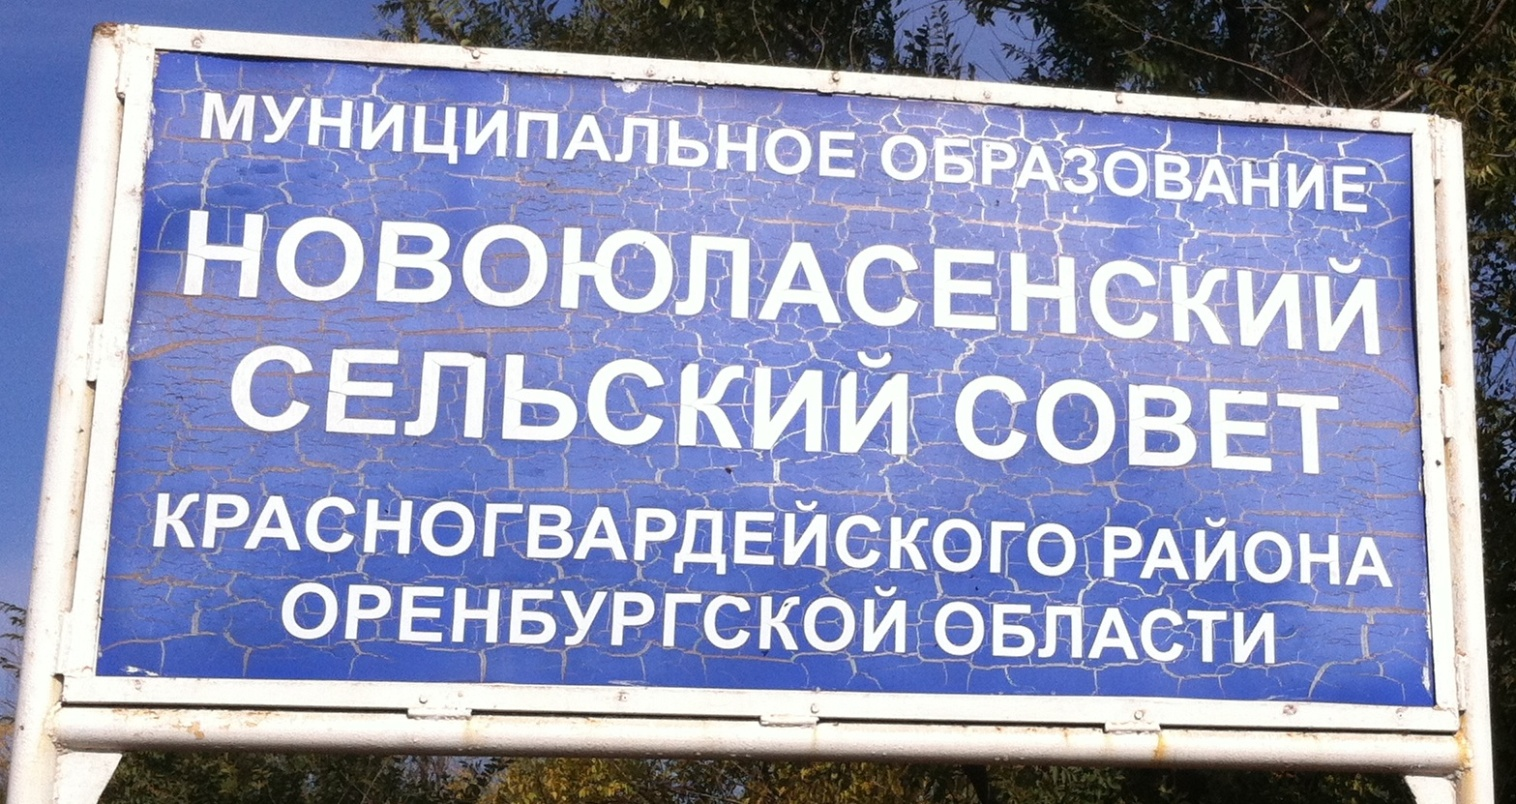 МУНИЦИПАЛЬНОЕ ОБРАЗОВАНИЕ
НОВОЮЛАСЕНСКИЙ
СЕЛЬСКИЙ СОВЕТ
КРАСНОГВАРДЕЙСКОГО РАЙОНА
ОРЕНБУРГСКОЙ ОБЛАСТИ